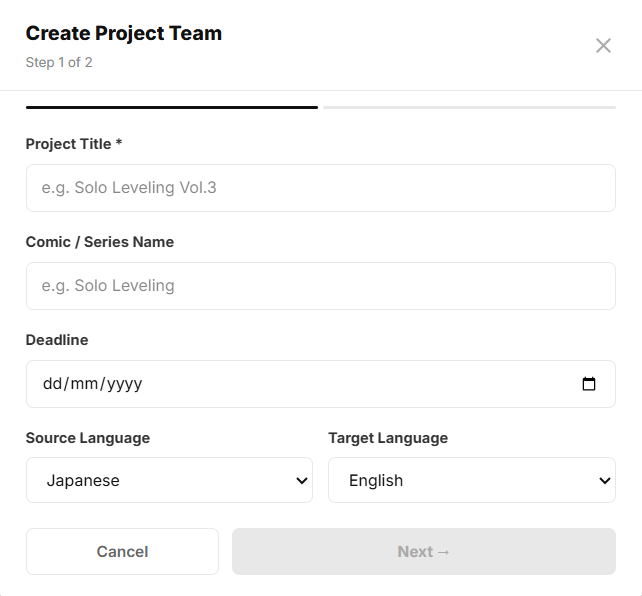 Create Project Team
Step 1 of 2
Project Title *
e.g. Solo Leveling Vol.3
Comic / Series Name
e.g. Solo Leveling
Deadline
dd/mm/yyyy
Source Language Target Language
Japanese English
Cancel Next →